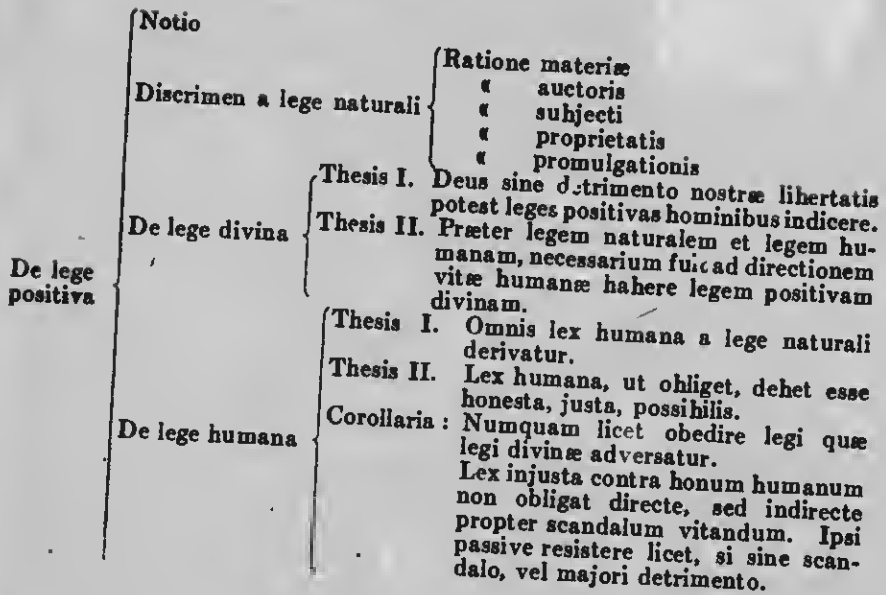 Notio
Discrimen a lege naturali
Ratione materiæ
« auctoris
« subjecti
« proprietatis
« promulgationis
De lege divina
Thesis I. Deus sine detrimento nostræ libertatis
potest leges positivas hominibus indicere.
Thesis II. Præter legem naturalem et legem hu-
manam, necessarium fuit ad directionem
vitæ humanæ habere legem positivam
divinam.
De lege
positiva
De lege humana
Thesis I. Omnis lex humana a lege naturali
derivatur.
Thesis II. Lex humana, ut obliget, debet esse
honesta, justa, possibilis.
Corollaria : Numquam licet obedire legi quæ
legi divinæ adversatur.
Lex injusta contra bonum humanum
non obligat directe, sed indirecte
propter scandalum vitandum. Ipsi
passive resistere licet, si sine scan-
dalo, vel majori detrimento.